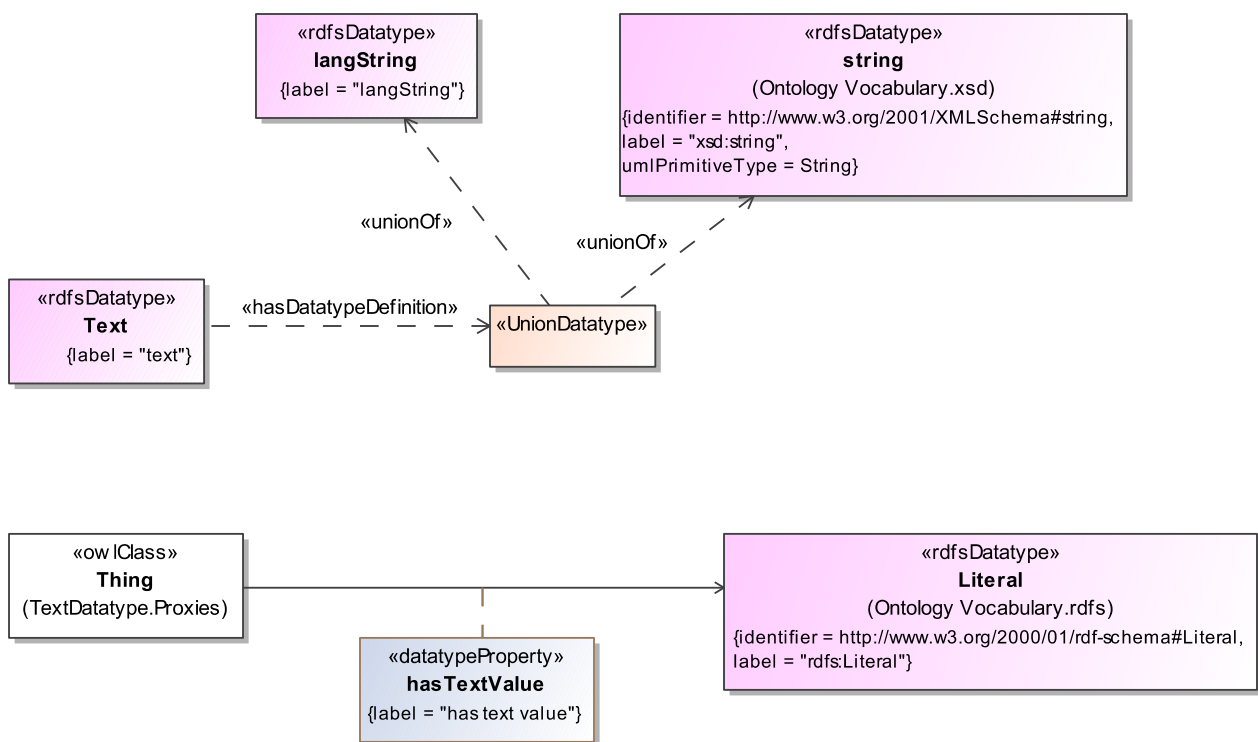 «rdfsDatatype»
langString
{label = "langString"}
«rdfsDatatype»
string
(Ontology Vocabulary.xsd)
{identifier = http://www.w3.org/2001/XMLSchema#string,
label = "xsd:string",
umlPrimitiveType = String}
«unionOf»
«unionOf»
«rdfsDatatype»
Text
{label = "text"}
«hasDatatypeDefinition»
«UnionDatatype»
«owlClass»
Thing
(TextDatatype.Proxies)
«rdfsDatatype»
Literal
(Ontology Vocabulary.rdfs)
{identifier = http://www.w3.org/2000/01/rdf-schema#Literal,
label = "rdfs:Literal"}
«datatypeProperty»
hasTextValue
{label = "has text value"}